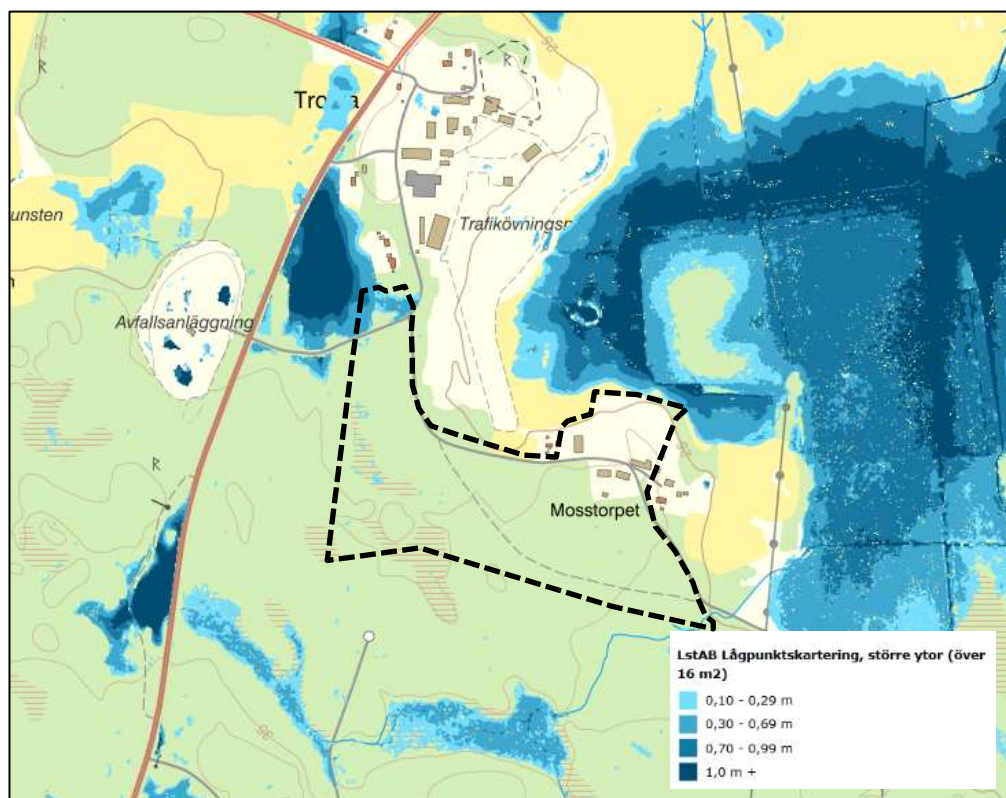 R
R
unsten
Trafikövningsp
n
Avfallsanläggning
R
Mosstorpet
LstAB Lågpunktskartering, större ytor (över
16 m2)
0,10 - 0,29 m
0,30 - 0,69 m
0,70 - 0,99 m
1,0 m +